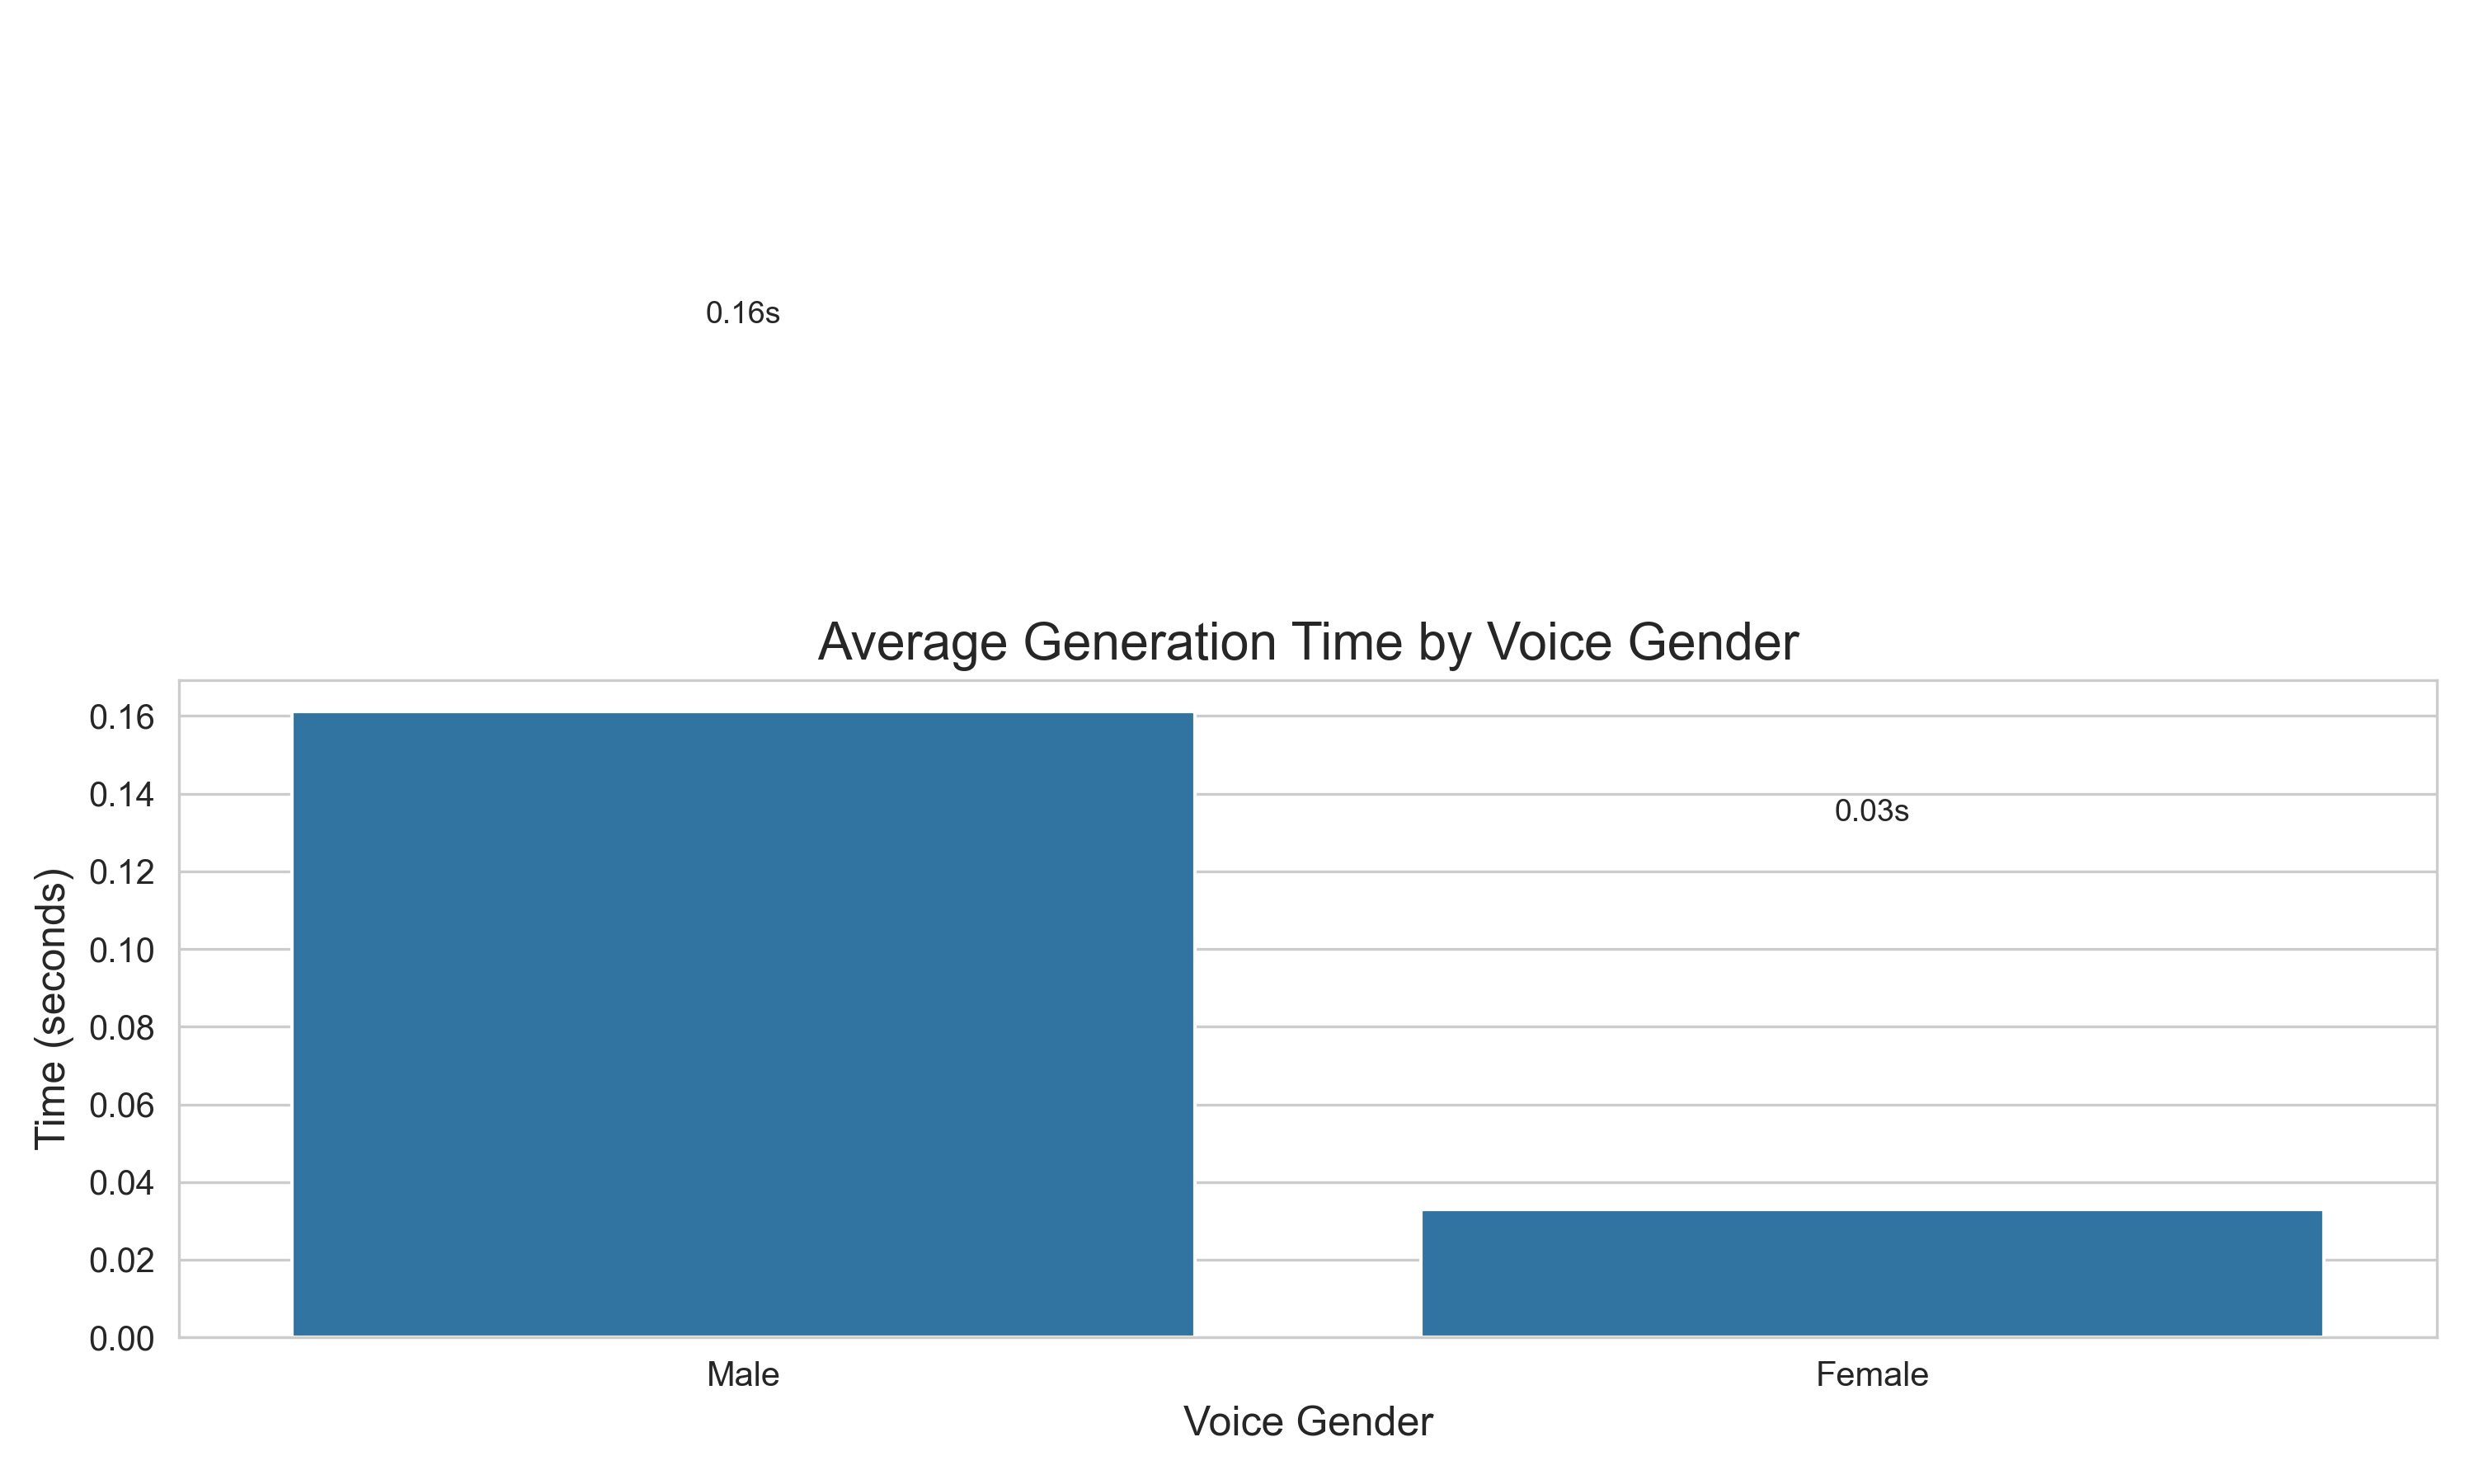 0.16s
Average Generation Time by Voice Gender
0.16
0.14
0.03s
0.12
0.10
0.08
0.06
0.04
0.02
0.00
Time (seconds)
Male
Female
Voice Gender